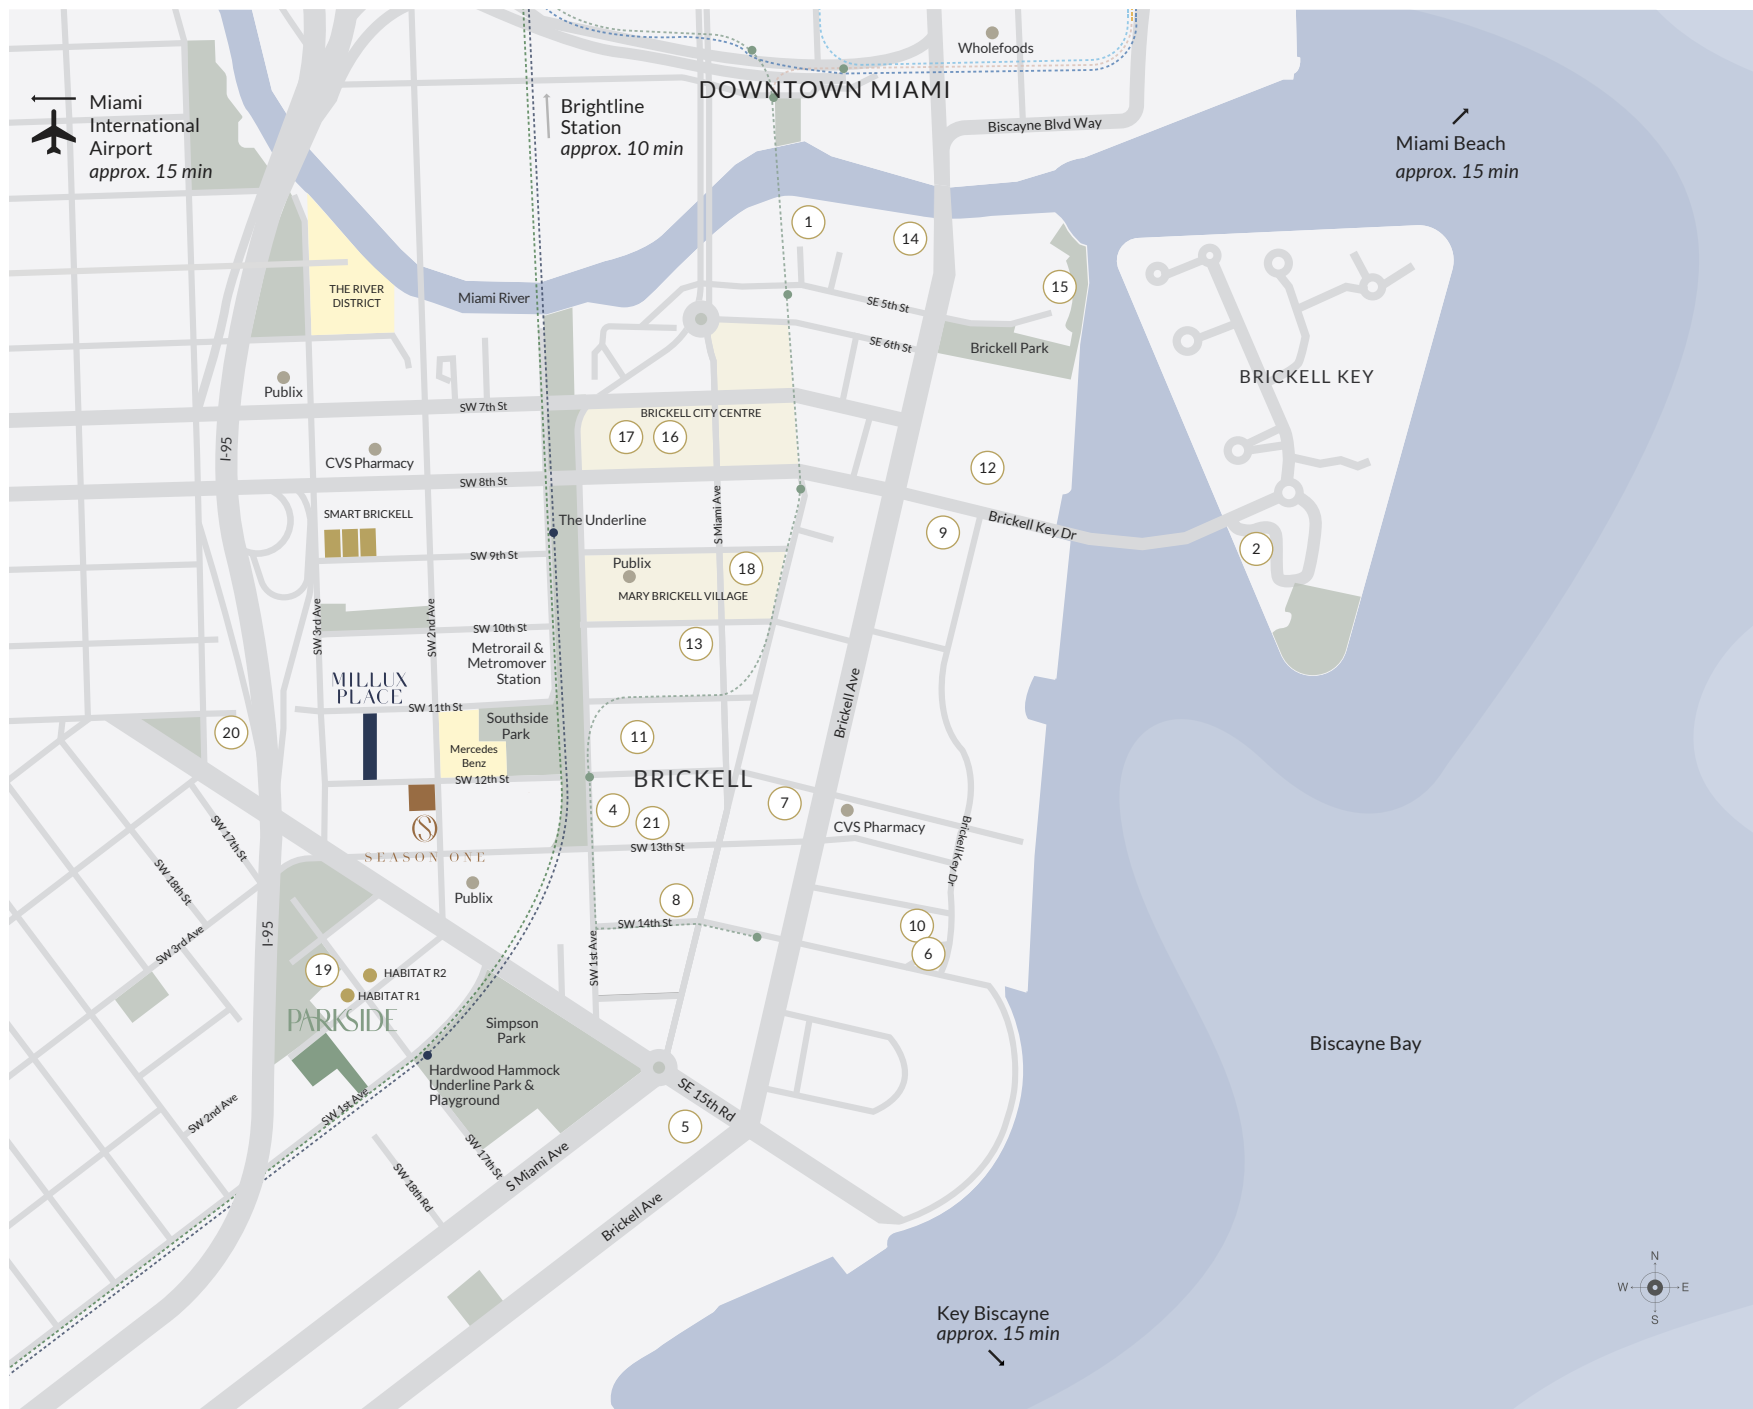 Wholefoods
DOWNTOWN MIAMI
Miami
International
Airport
approx. 15 min
Brightline
Station
approx. 10 min
Biscayne Blvd Way
Miami Beach
approx. 15 min
1
14
15
THE RIVER
DISTRICT
Miami River
SE 5th St
SE 6th St
Brickell Park
BRICKELL KEY
Publix
SW 7th St
BRICKELL CITY CENTRE
17
16
I-95
CVS Pharmacy
12
SW 8th St
SMART BRICKELL
The Underline
S Miami Ave
Brickell Key Dr
9
2
SW 9th St
Publix
18
MARY BRICKELL VILLAGE
SW 3rd Ave
SW 2nd Ave
SW 10th St
13
Metrorail &
Metromover
Station
MILLUX
PLACE
SW 11th St
Brickell Ave
20
Southside
Park
11
Mercedes
Benz
SW 12th St
BRICKELL
4
21
7
CVS Pharmacy
SW 17th St
SEASON ONE
SW 13th St
Brickell Key Dr
SW 18th St
Publix
8
SW 14th St
10
6
I-95
SW 3rd Ave
SW 1st Ave
19
HABITAT R2
HABITAT R1
PARKSIDE
Simpson
Park
Biscayne Bay
Hardwood Hammock
Underline Park &
Playground
SE 15th Rd
SW 2nd Ave
SW 1st Ave
5
SW 17th St
S Miami Ave
SW 18th Rd
Brickell Ave
N
W
E
S
Key Biscayne
approx. 15 min